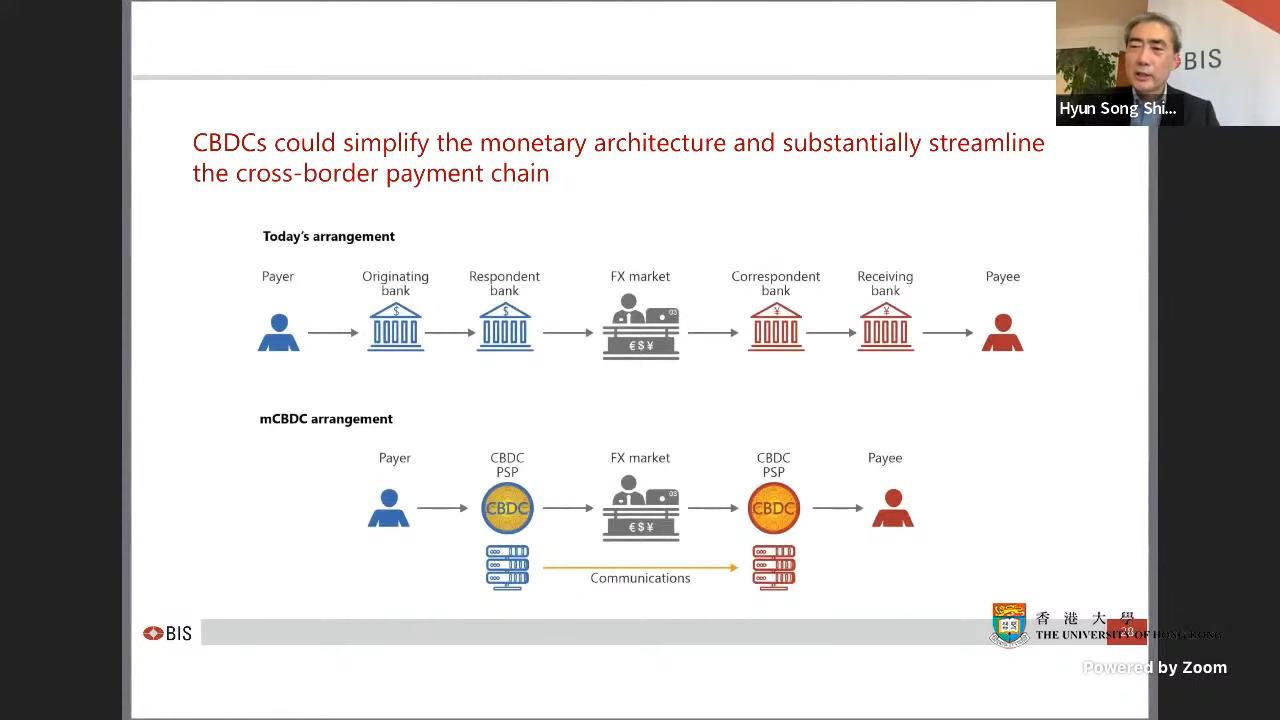 BIS
Hyun Song Shi...
CBDCs could simplify the monetary architecture and substantially streamline
the cross-border payment chain
Today's arrangement
Payer
Originating
bank
Respondent
bank
FX market
Correspondent
bank
Receiving
bank
Payee
$
$
03
€ $ ¥
¥
¥
mCBDC arrangement
Payer
CBDC
PSP
FX market
CBDC
PSP
Payee
CBDC
03
€ $ ¥
CBDC
Communications
BIS
香港大學
28
THE UNIVERSITY OF HONG KONG
Powered by Zoom